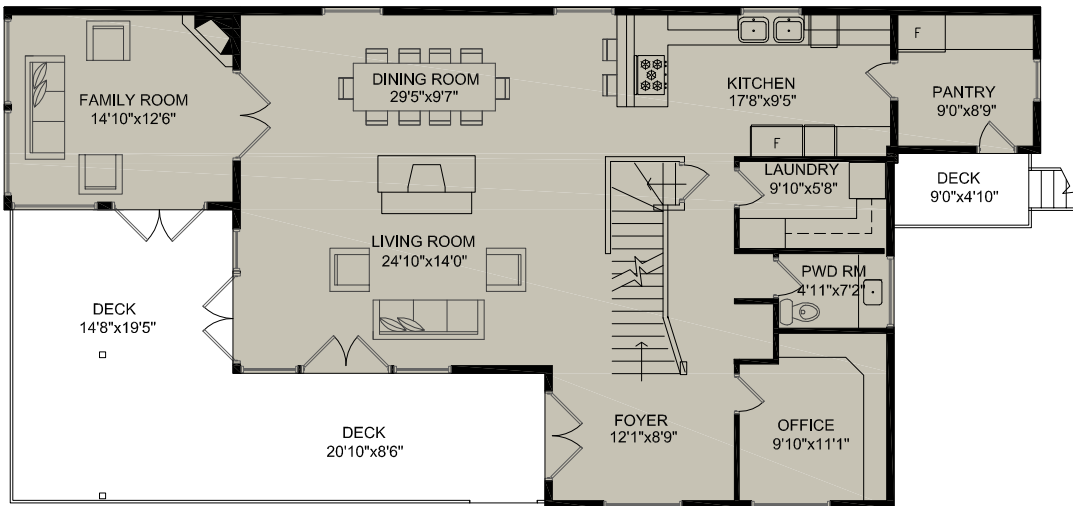 FAMILY ROOM
14'10"x12'6"
DINING ROOM
29'5"x9'7"
KITCHEN
17'8"x9'5"
F
F
PANTRY
9'0"x8'9"
LAUNDRY
9'10"x5'8"
DECK
9'0"x4'10"
LIVING ROOM
24'10"x14'0"
PWD RM
4'11"x7'2"
DECK
14'8"x19'5"
DECK
20'10"x8'6"
FOYER
12'1"x8'9"
OFFICE
9'10"x11'1"